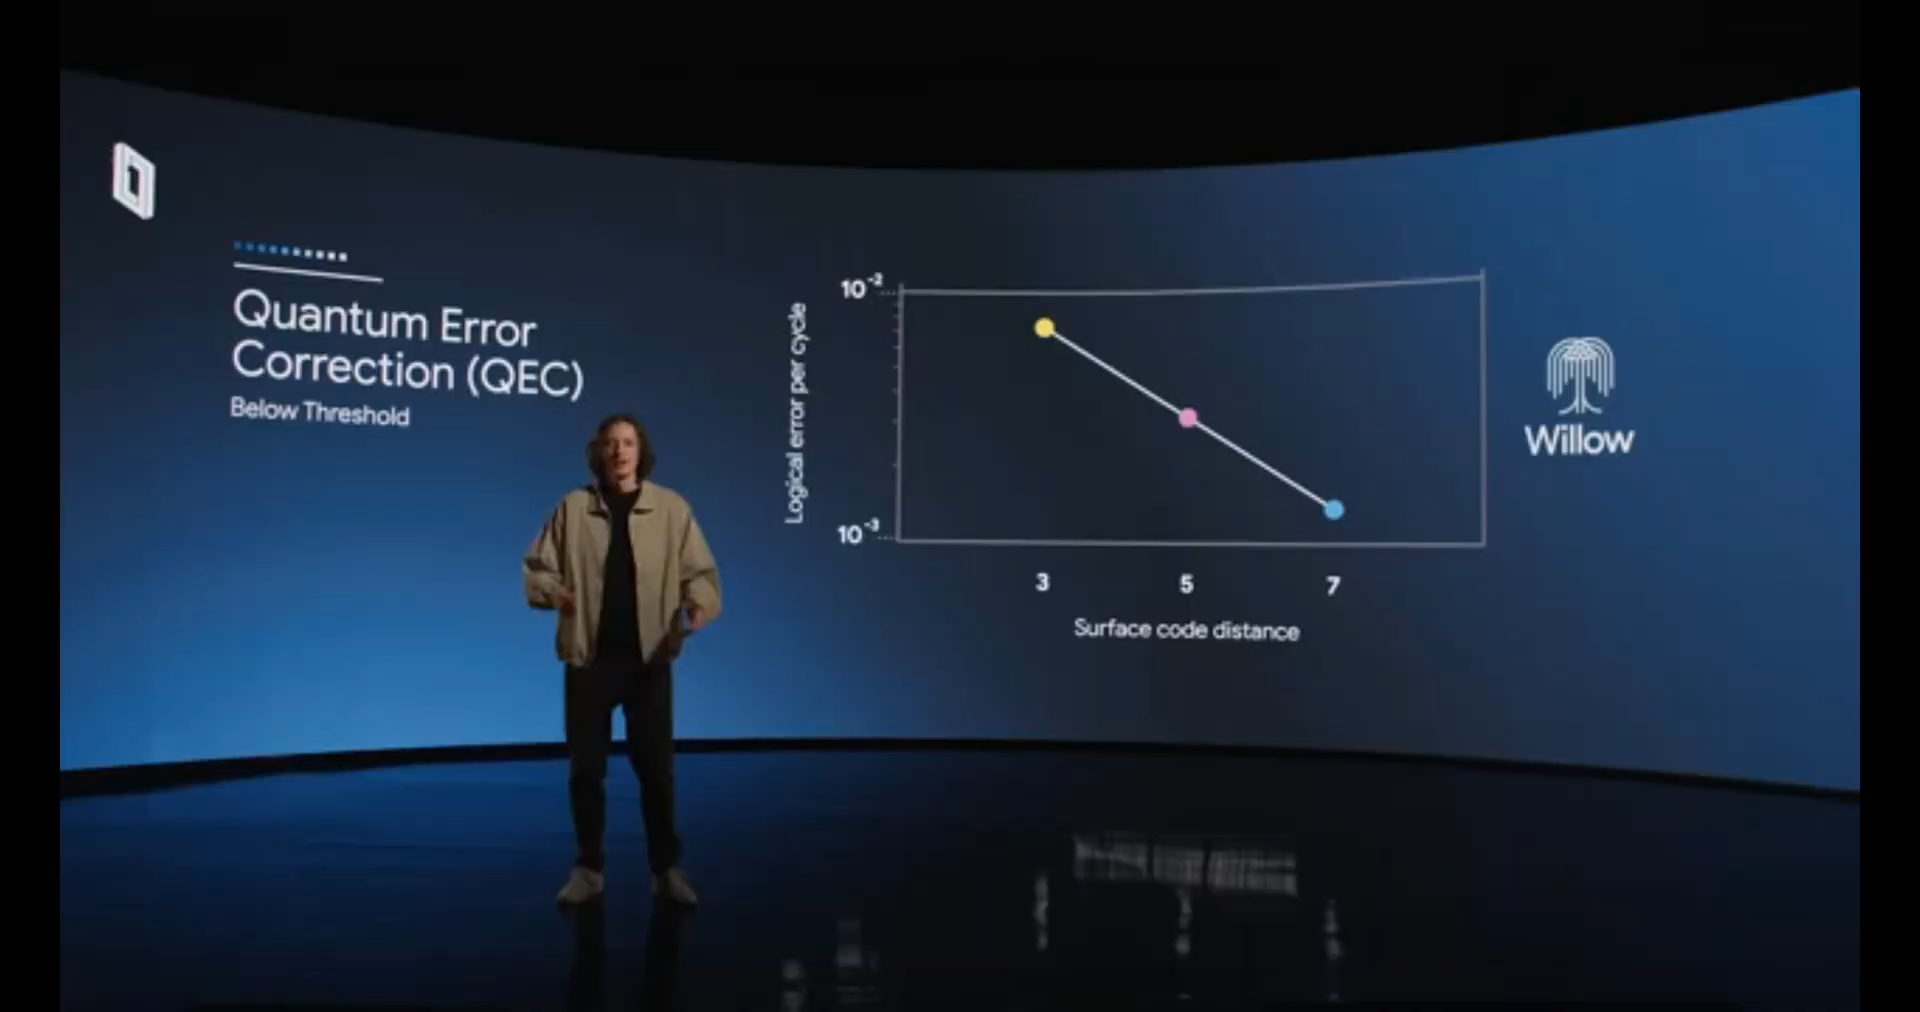 Quantum Error
Correction (QEC)
Below Threshold
Logical error per cycle
10⁻²
10⁻³
3 5 7
Surface code distance
Willow